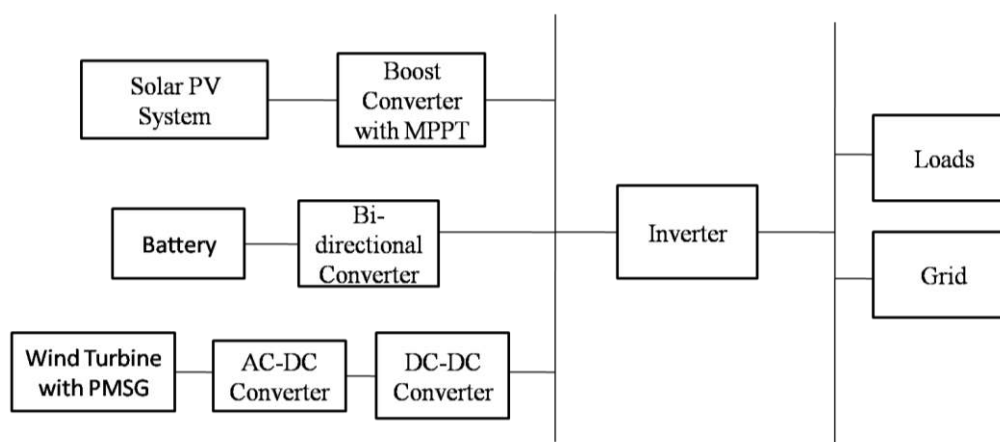 Solar PV
System
Boost
Converter
with MPPT
Loads
Battery
Bi-
directional
Converter
Inverter
Grid
Wind Turbine
with PMSG
AC-DC
Converter
DC-DC
Converter